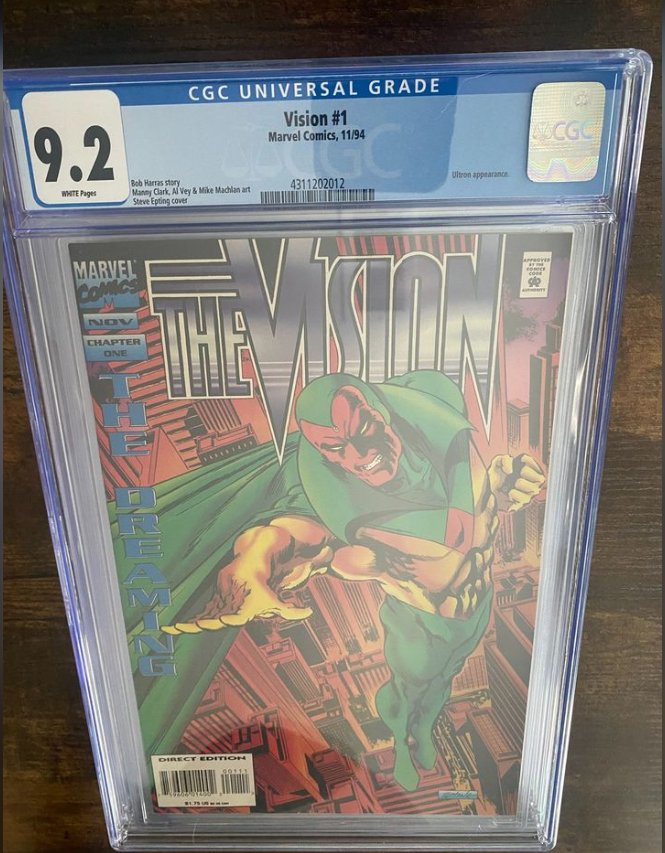 CGC UNIVERSAL GRADE
9.2
WHITE Pages
Vision #1
Marvel Comics, 11/94
Bob Harras story
Manny Clark, Al Vey & Mike Machlan art
Steve Epting cover
4311202012
Ultron appearance.
CGC
CGC
MARVEL
COMICS
NOV
CHAPTER
ONE
THE VISION
APPROVED
BY THE
COMICS
CODE
AUTHORITY
THE DREAMING
DIRECT EDITION
00111
$1.75 US